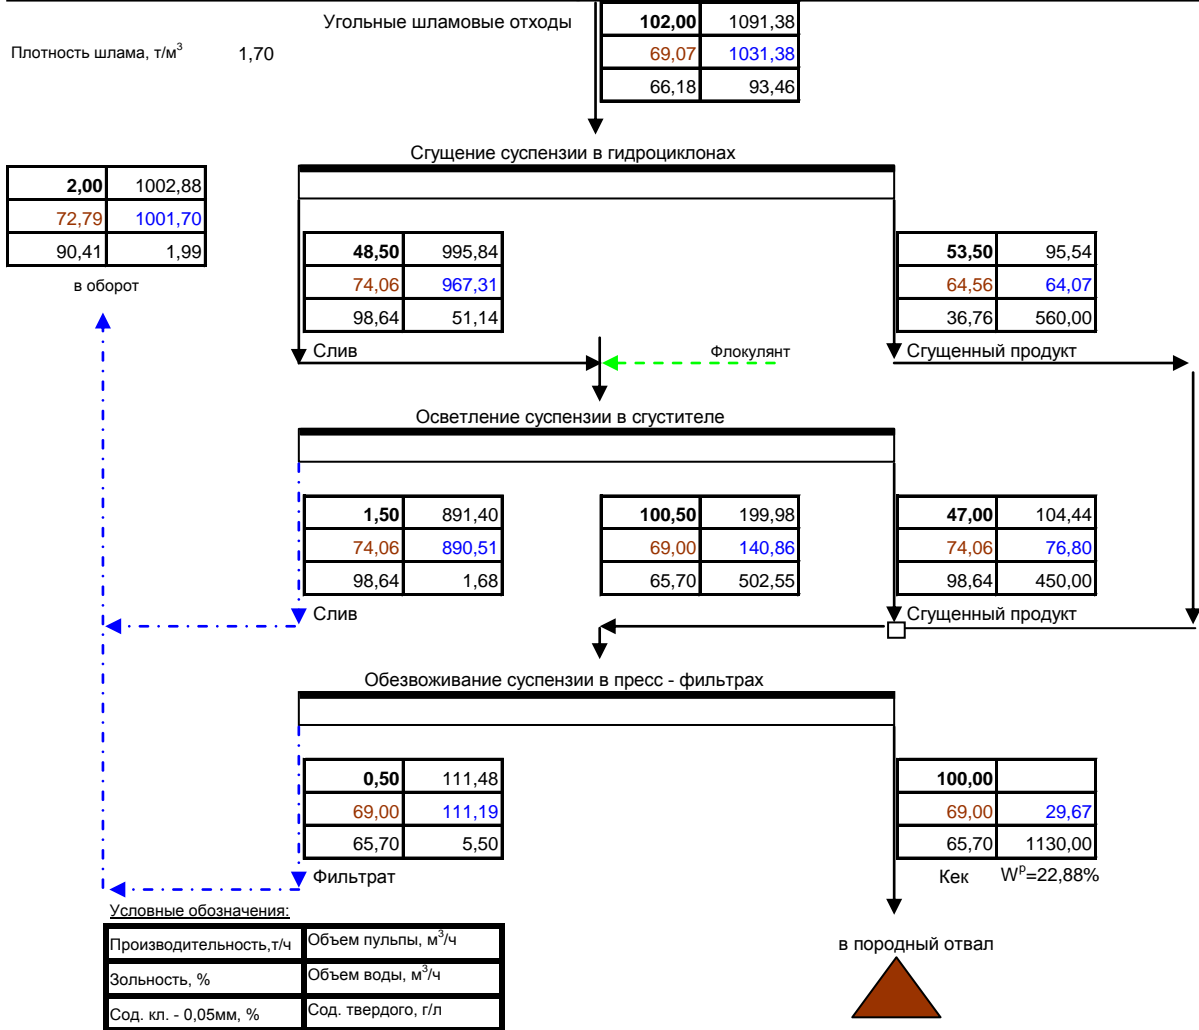 Угольные шламовые отходы
102,00 1091,38
69,07 1031,38
66,18 93,46
Плотность шлама, т/м³ 1,70
Сгущение суспензии в гидроциклонах
2,00 1002,88
72,79 1001,70
90,41 1,99
в оборот
48,50 995,84
74,06 967,31
98,64 51,14
Слив
53,50 95,54
64,56 64,07
36,76 560,00
Сгущенный продукт
Флокулянт
Осветление суспензии в сгустителе
1,50 891,40
74,06 890,51
98,64 1,68
Слив
100,50 199,98
69,00 140,86
65,70 502,55
47,00 104,44
74,06 76,80
98,64 450,00
Сгущенный продукт
Обезвоживание суспензии в пресс - фильтрах
0,50 111,48
69,00 111,19
65,70 5,50
Фильтрат
100,00
69,00 29,67
65,70 1130,00
Кек Wᴾ=22,88%
в породный отвал
Условные обозначения:
Производительность,т/ч Объем пульпы, м³/ч
Зольность, % Объем воды, м³/ч
Сод. кл. - 0,05мм, % Сод. твердого, г/л